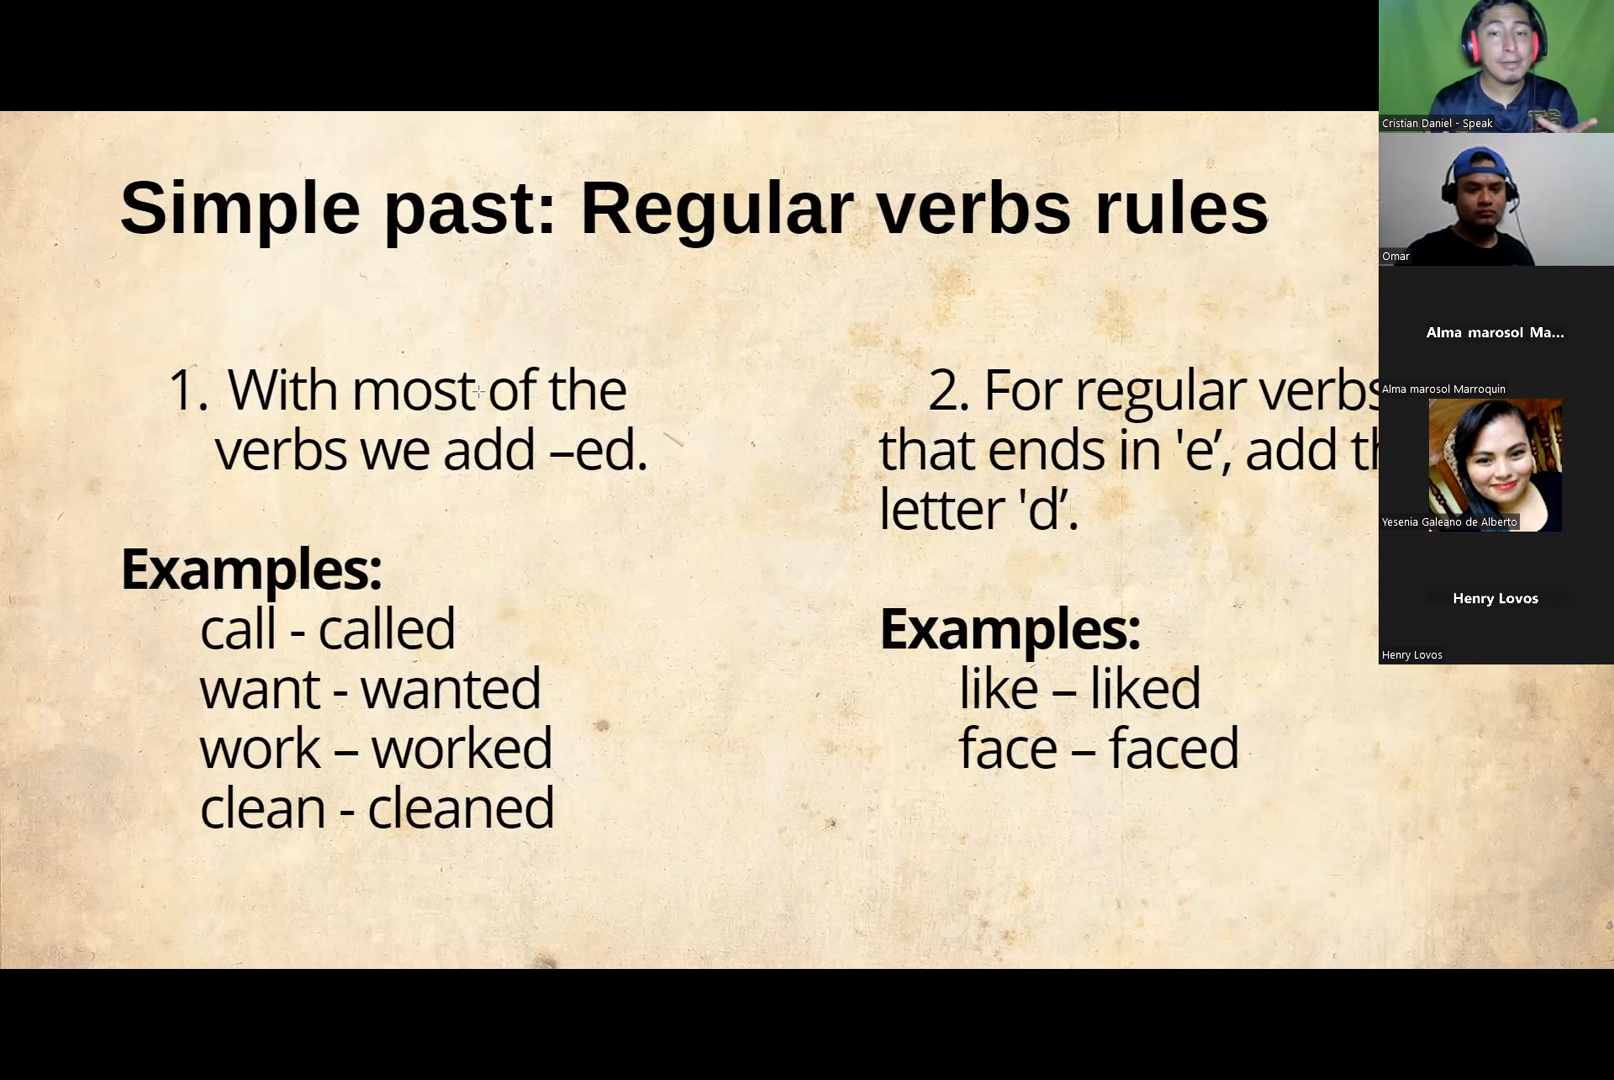 Simple past: Regular verbs rules
1. With most of the
verbs we add –ed.
Examples:
call - called
want - wanted
work – worked
clean - cleaned
2. For regular verbs
that ends in 'e’, add
letter 'd’.
Examples:
like – liked
face – faced
Cristian Daniel - Speak
Omar
Alma marosol Ma...
Alma marosol Marroquin
Yesenia Galeano de Alberto
Henry Lovos
Henry Lovos